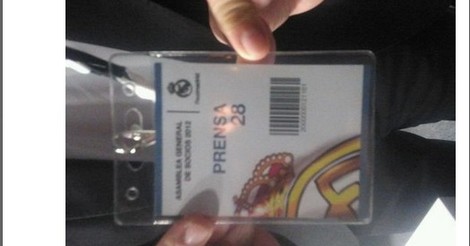 ASAMBLEA GENERAL
DE SOCIOS 2012
PRENSA
28